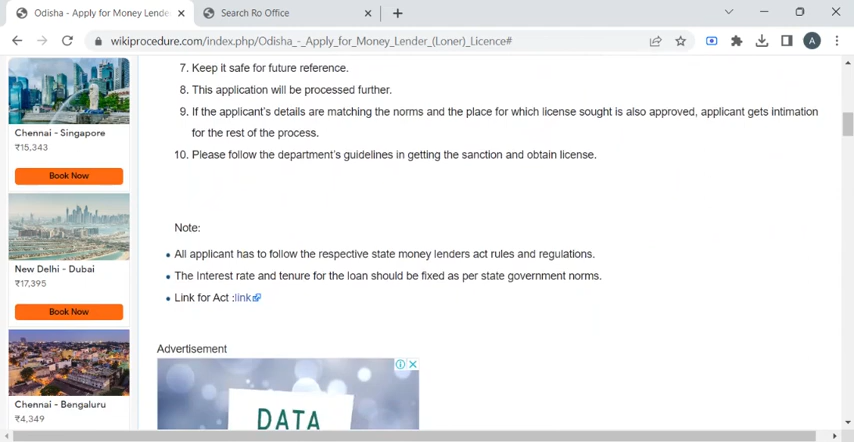 Odisha - Apply for Money Lende
Search Ro Office
wikiprocedure.com/index.php/Odisha_-_Apply_for_Money_Lender_(Loner)_Licence#
A
7. Keep it safe for future reference.
8. This application will be processed further.
9. If the applicant's details are matching the norms and the place for which license sought is also approved, applicant gets intimation
for the rest of the process.
10. Please follow the department's guidelines in getting the sanction and obtain license.
Note:
All applicant has to follow the respective state money lenders act rules and regulations.
The Interest rate and tenure for the loan should be fixed as per state government norms.
Link for Act :link
Advertisement
DATA
Chennai - Singapore
₹15,343
Book Now
New Delhi - Dubai
₹17,395
Book Now
Chennai - Bengaluru
₹4,349